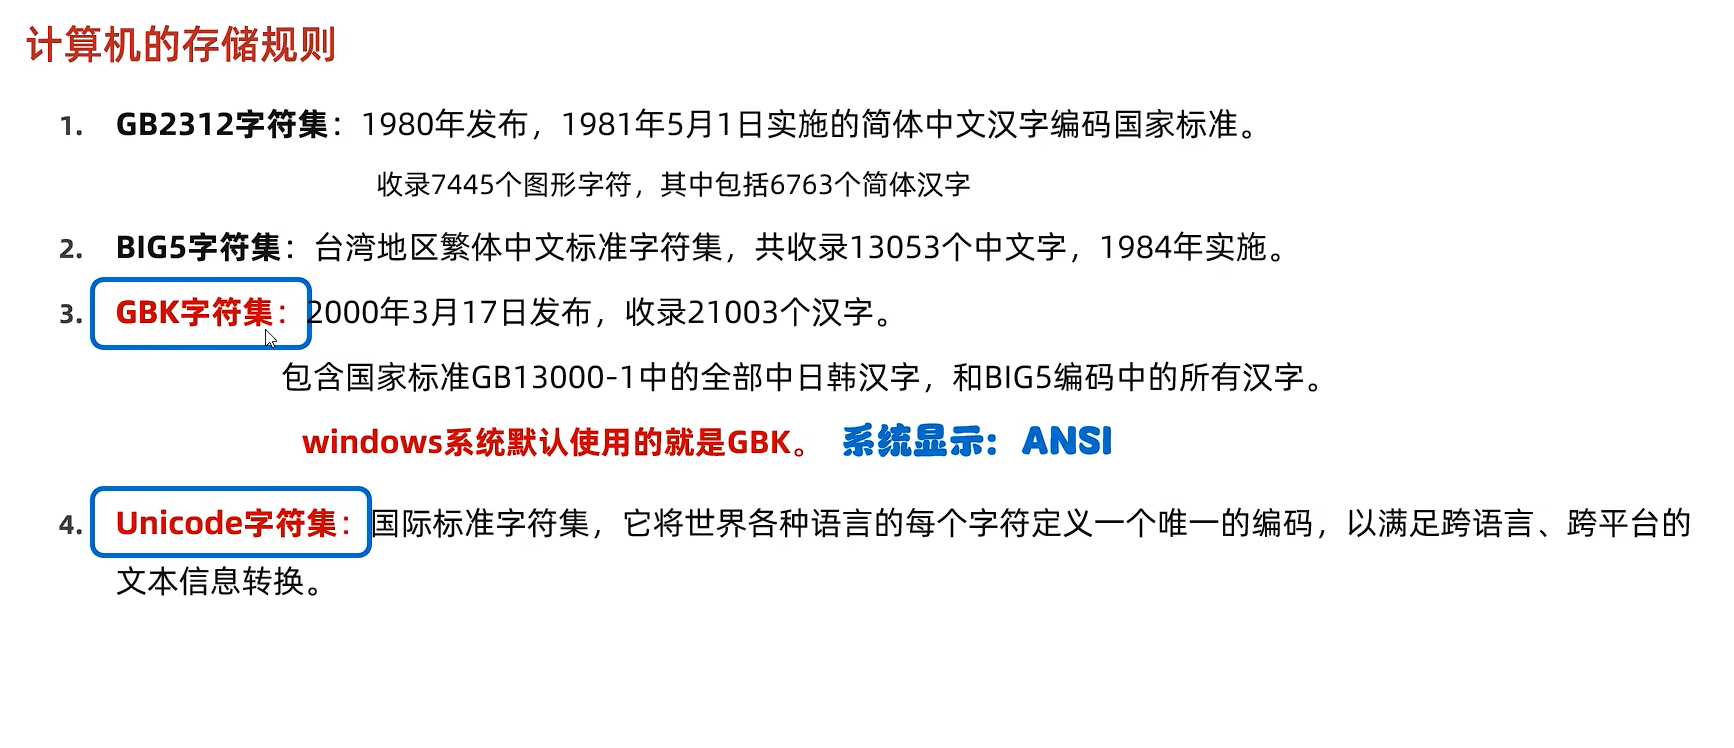 计算机的存储规则
1. GB2312字符集：1980年发布，1981年5月1日实施的简体中文汉字编码国家标准。
收录7445个图形字符，其中包括6763个简体汉字
2. BIG5字符集：台湾地区繁体中文标准字符集，共收录13053个中文字，1984年实施。
3. GBK字符集：2000年3月17日发布，收录21003个汉字。
包含国家标准GB13000-1中的全部中日韩汉字，和BIG5编码中的所有汉字。
windows系统默认使用的就是GBK。 系统显示：ANSI
4. Unicode字符集：国际标准字符集，它将世界各种语言的每个字符定义一个唯一的编码，以满足跨语言、跨平台的
文本信息转换。